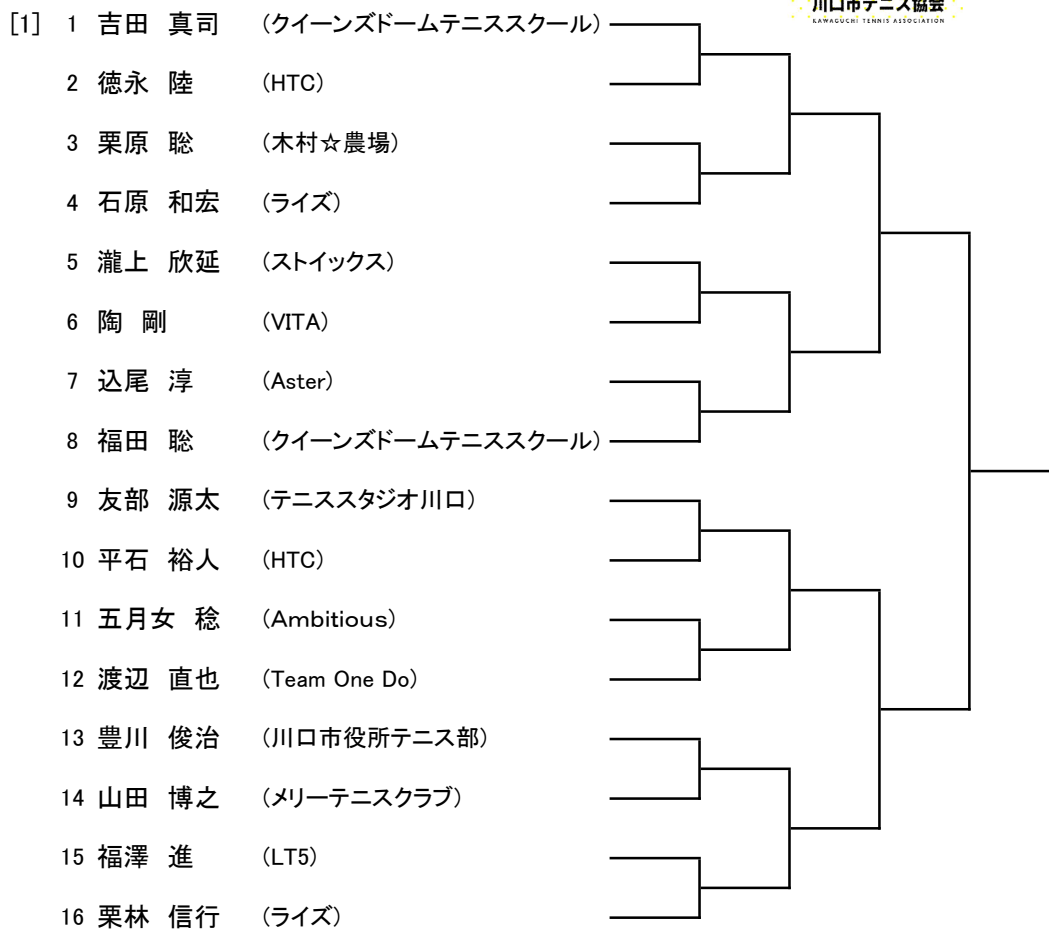 川口市テニス協会
KAWAGUCHI TENNIS ASSOCIATION
[1] 1 吉田 真司 (クイーンズドームテニススクール)
2 徳永 陸 (HTC)
3 栗原 聡 (木村☆農場)
4 石原 和宏 (ライズ)
5 瀧上 欣延 (ストイックス)
6 陶 剛 (VITA)
7 込尾 淳 (Aster)
8 福田 聡 (クイーンズドームテニススクール)
9 友部 源太 (テニススタジオ川口)
10 平石 裕人 (HTC)
11 五月女 稔 (Ambitious)
12 渡辺 直也 (Team One Do)
13 豊川 俊治 (川口市役所テニス部)
14 山田 博之 (メリーテニスクラブ)
15 福澤 進 (LT5)
16 栗林 信行 (ライズ)